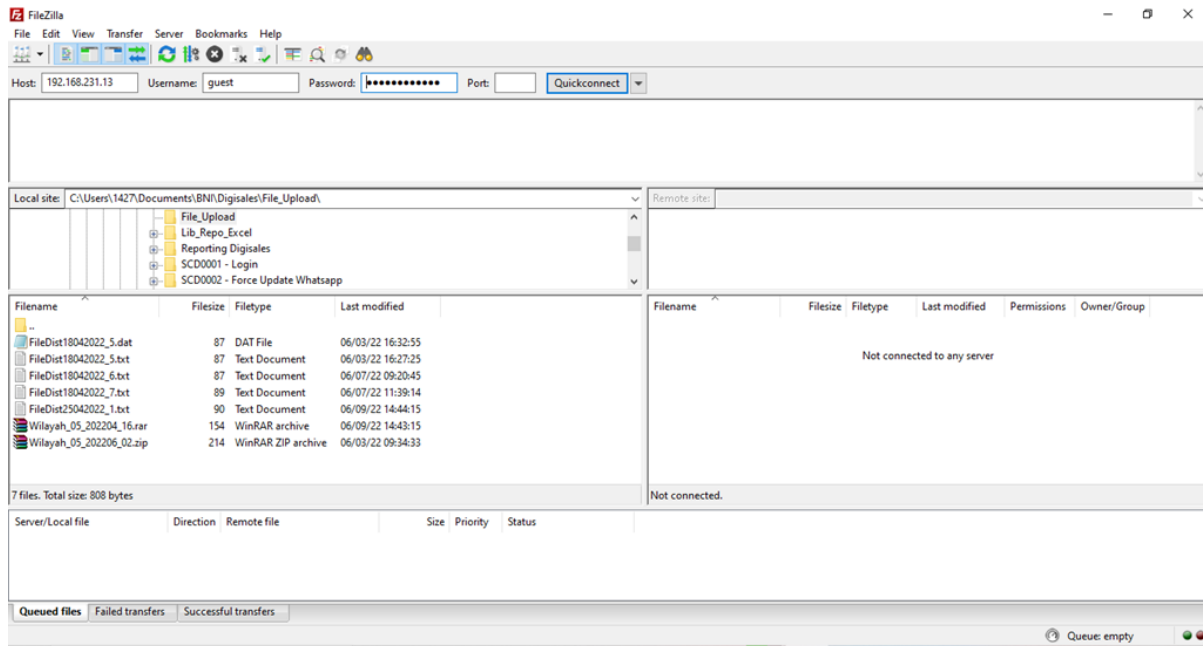 FileZilla
File Edit View Transfer Server Bookmarks Help
Host: 192.168.231.13 Username: guest Password: ●●●●●●●●●●●● Port: Quickconnect
Local site: C:\Users\1427\Documents\BNI\Digisales\File_Upload\ Remote site:
File_Upload
Lib_Repo_Excel
Reporting Digisales
SCD0001 - Login
SCD0002 - Force Update Whatsapp
Filename Filesize Filetype Last modified
..
FileDist18042022_5.dat 87 DAT File 06/03/22 16:32:55
FileDist18042022_5.txt 87 Text Document 06/03/22 16:27:25
FileDist18042022_6.txt 87 Text Document 06/07/22 09:20:45
FileDist18042022_7.txt 89 Text Document 06/07/22 11:39:14
FileDist25042022_1.txt 90 Text Document 06/09/22 14:44:15
Wilayah_05_202204_16.rar 154 WinRAR archive 06/09/22 14:43:15
Wilayah_05_202206_02.zip 214 WinRAR ZIP archive 06/03/22 09:34:33
7 files. Total size: 808 bytes
Filename Filesize Filetype Last modified Permissions Owner/Group
Not connected to any server
Not connected.
Server/Local file Direction Remote file Size Priority Status
Queued files Failed transfers Successful transfers
Queue: empty